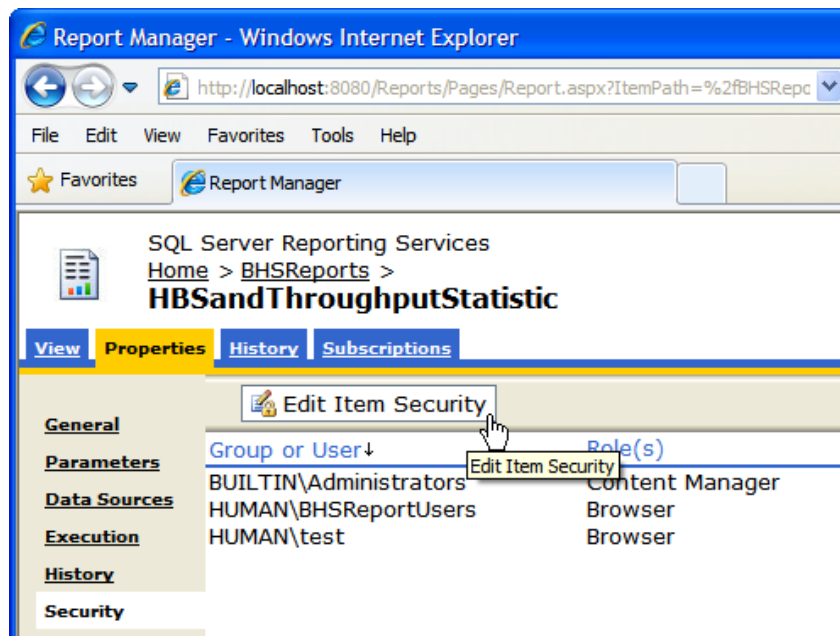 Report Manager - Windows Internet Explorer
http://localhost:8080/Reports/Pages/Report.aspx?ItemPath=%2fBHSRepo
File Edit View Favorites Tools Help
Favorites Report Manager
SQL Server Reporting Services
Home > BHSReports >
HBSandThroughputStatistic
View Properties History Subscriptions
Edit Item Security
General
Parameters
Data Sources
Execution
History
Security
Group or User↓ Role(s)
Edit Item Security
BUILTIN\Administrators Content Manager
HUMAN\BHSReportUsers Browser
HUMAN\test Browser